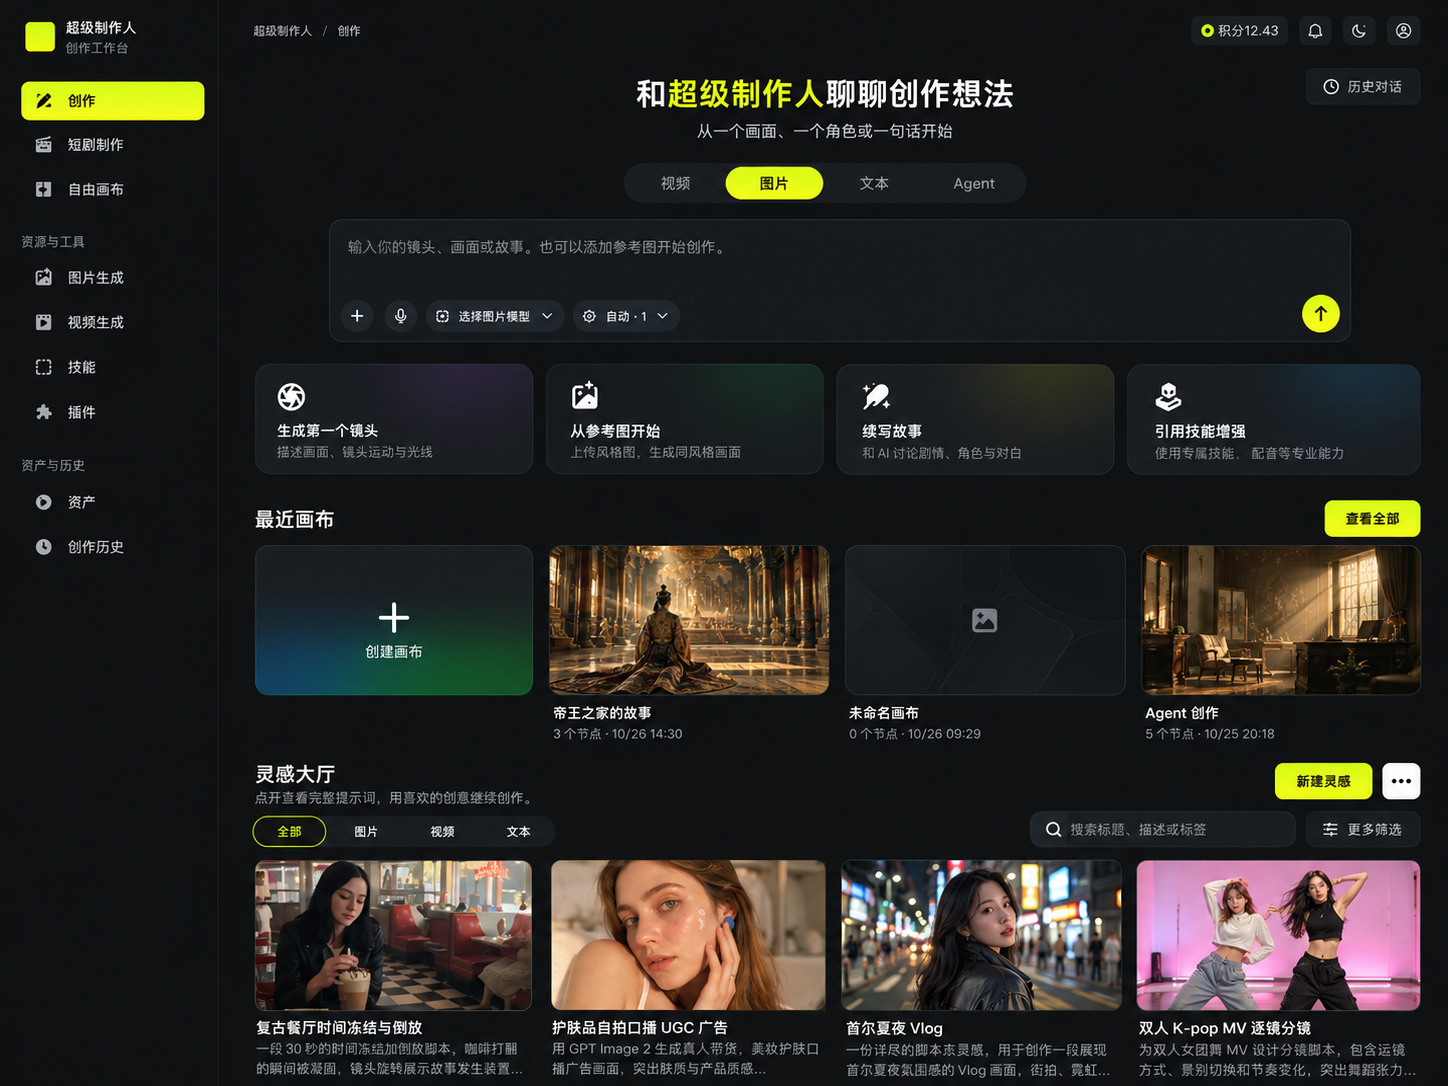 超级制作人
创作工作台
创作
短剧制作
自由画布
资源与工具
图片生成
视频生成
技能
插件
资产与历史
资产
创作历史
超级制作人 / 创作
积分12.43
历史对话
和超级制作人聊聊创作想法
从一个画面、一个角色或一句话开始
视频 图片 文本 Agent
输入你的镜头、画面或故事。也可以添加参考图开始创作。
选择图片模型 自动 · 1
生成第一个镜头
描述画面、镜头运动与光线
从参考图开始
上传风格图，生成同风格画面
续写故事
和 AI 讨论剧情、角色与对白
引用技能增强
使用专属技能， 配音等专业能力
最近画布
查看全部
创建画布
帝王之家的故事
3 个节点 · 10/26 14:30
未命名画布
0 个节点 · 10/26 09:29
Agent 创作
5 个节点 · 10/25 20:18
灵感大厅
点开查看完整提示词，用喜欢的创意继续创作。
新建灵感
全部 图片 视频 文本
搜索标题、描述或标签
更多筛选
复古餐厅时间冻结与倒放
一段 30 秒的时间冻结加倒放脚本，咖啡打翻
的瞬间被凝固，镜头旋转展示故事发生装置...
护肤品自拍口播 UGC 广告
用 GPT Image 2 生成真人带货，美妆护肤口
播广告画面，突出肤质与产品质感...
首尔夏夜 Vlog
一份详尽的脚本灵感，用于创作一段展现
首尔夏夜氛围感的 Vlog 画面，街拍、霓虹...
双人 K-pop MV 逐镜分镜
为双人女团舞 MV 设计分镜脚本，包含运镜
方式、景别切换和节奏变化，突出舞蹈张力...